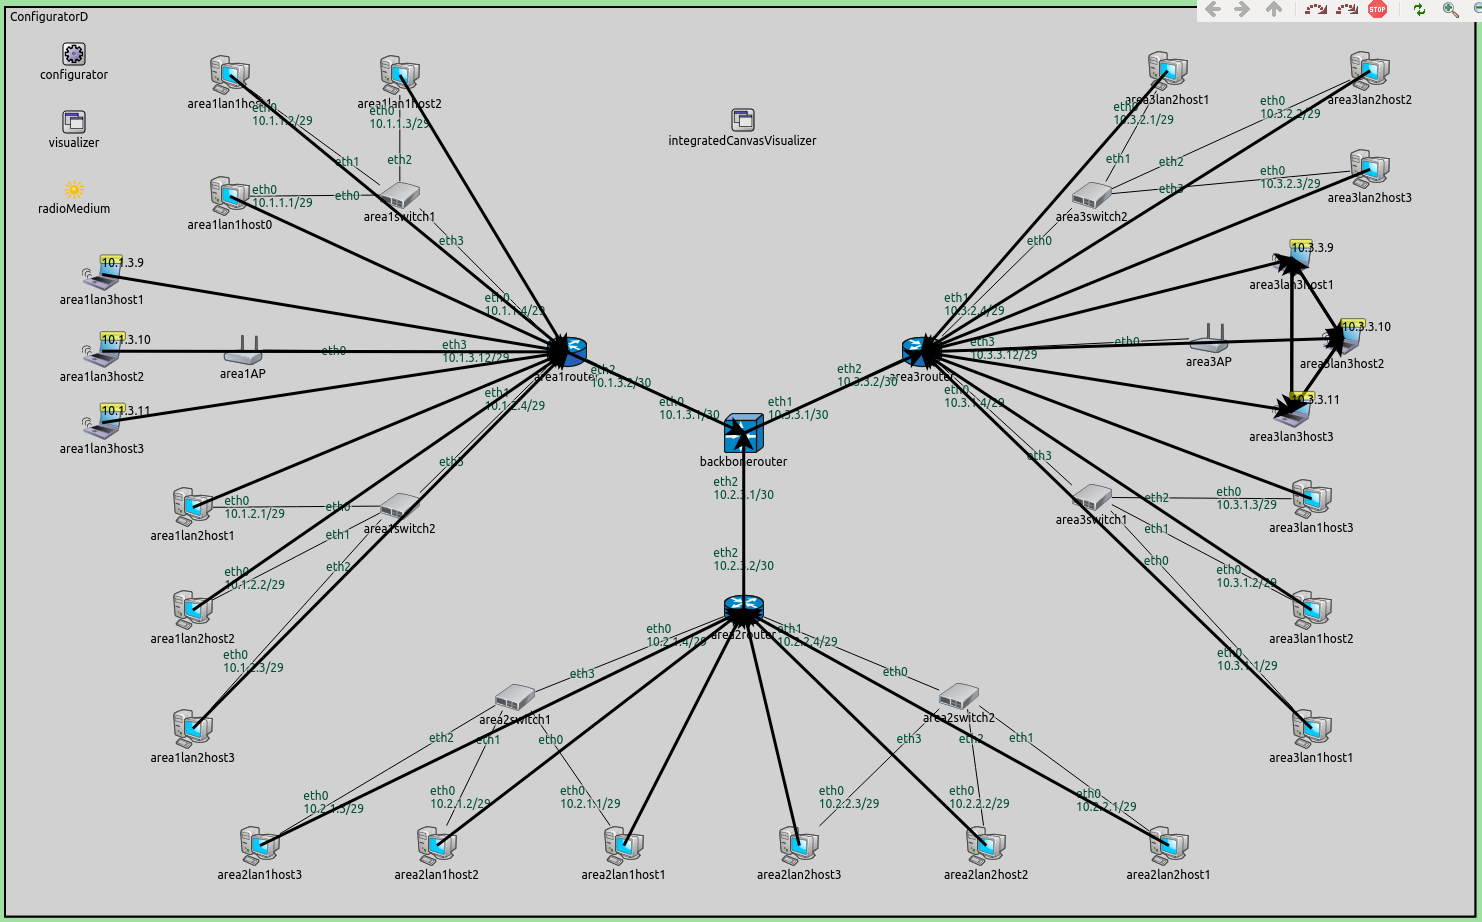 ConfiguratorD
STOP
configurator
visualizer
radioMedium
integratedCanvasVisualizer
area1lan1host1
eth0
10.1.1.2/29
area1lan1host2
eth0
10.1.1.3/29
eth1
eth2
eth0
10.1.1.1/29
eth0
area1lan1host0
area1switch1
eth3
eth0
10.1.1.4/29
10.1.3.9
area1lan3host1
10.1.3.10
area1lan3host2
eth0
area1AP
eth3
10.1.3.12/29
area1router
eth2
10.1.3.2/30
eth1
10.1.2.4/29
10.1.3.11
area1lan3host3
eth3
eth0
10.1.2.1/29
eth0
area1lan2host1
area1switch2
eth1
eth2
eth0
10.1.2.2/29
area1lan2host2
eth0
10.1.2.3/29
area1lan2host3
area3lan2host1
eth0
10.3.2.1/29
area3lan2host2
eth0
10.3.2.2/29
eth1
eth2
eth0
10.3.2.3/29
eth3
area3lan2host3
area3switch2
eth0
eth1
10.3.2.4/29
10.3.3.9
area3lan3host1
10.3.3.10
area3lan3host2
eth3
10.3.3.12/29
eth0
area3AP
area3router
eth2
10.3.3.2/30
eth0
10.3.1.4/29
10.3.3.11
area3lan3host3
eth0
10.1.3.1/30
eth1
10.3.3.1/30
backbonerouter
eth2
10.2.3.1/30
eth3
area3switch1
eth2
eth0
10.3.1.3/29
area3lan1host3
eth1
eth0
eth0
10.3.1.2/29
area3lan1host2
eth0
10.3.1.1/29
area3lan1host1
eth2
10.2.3.2/30
area2router
eth0
10.2.1.4/29
eth1
10.2.2.4/29
eth3
eth0
area2switch1
area2switch2
eth2
eth1
eth0
eth3
eth2
eth1
eth0
10.2.1.3/29
eth0
10.2.1.2/29
eth0
10.2.1.1/29
eth0
10.2.2.3/29
eth0
10.2.2.2/29
eth0
10.2.2.1/29
area2lan1host3
area2lan1host2
area2lan1host1
area2lan2host3
area2lan2host2
area2lan2host1